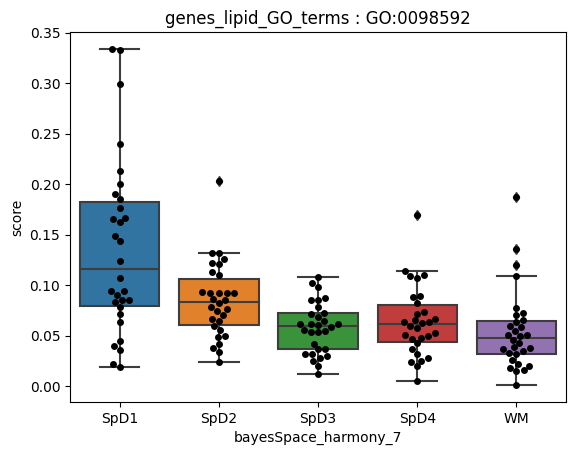 genes_lipid_GO_terms : GO:0098592
0.35
0.30
0.25
0.20
0.15
0.10
0.05
0.00
score
SpD1 SpD2 SpD3 SpD4 WM
bayesSpace_harmony_7